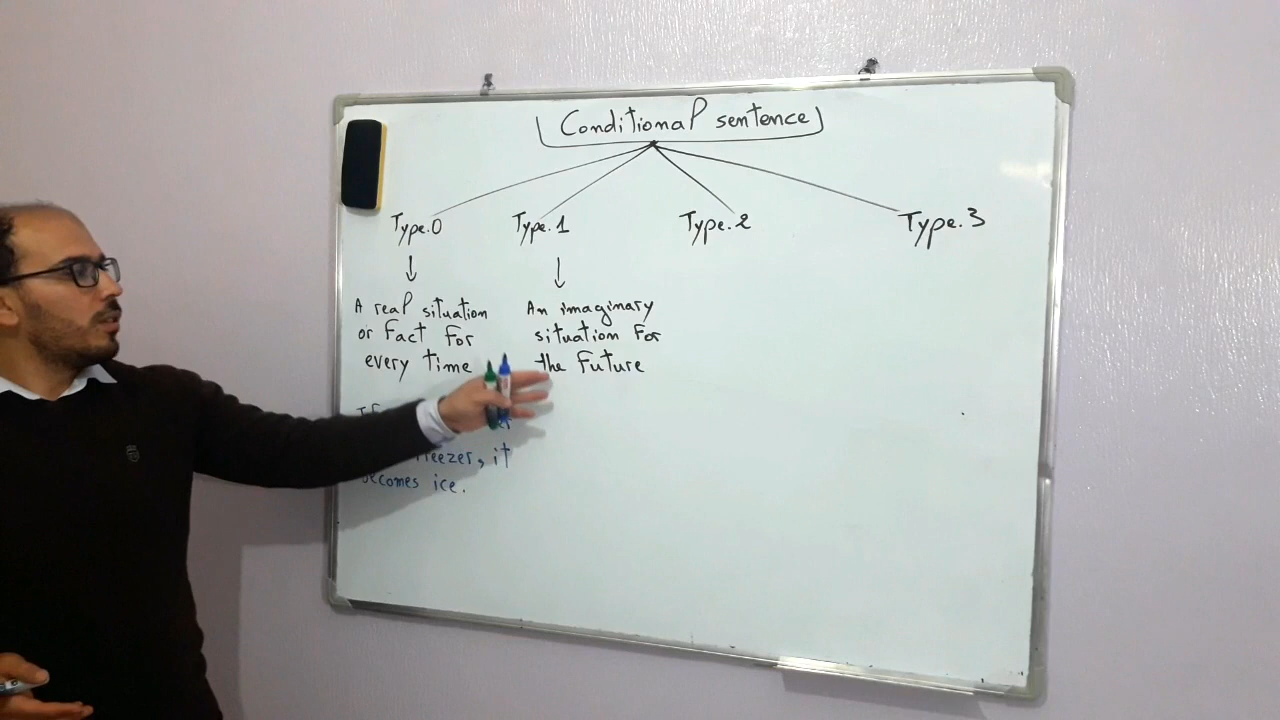 Conditional sentence
Type.0
Type.1
Type.2
Type.3
A real situation
or Fact For
every time
An imaginary
situation For
the Future
If
it
becomes ice.